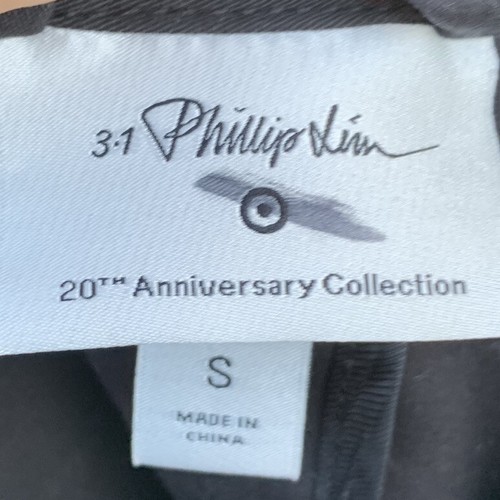 3.1 Phillip Lim
20TH Anniversary Collection
S
MADE IN
CHINA